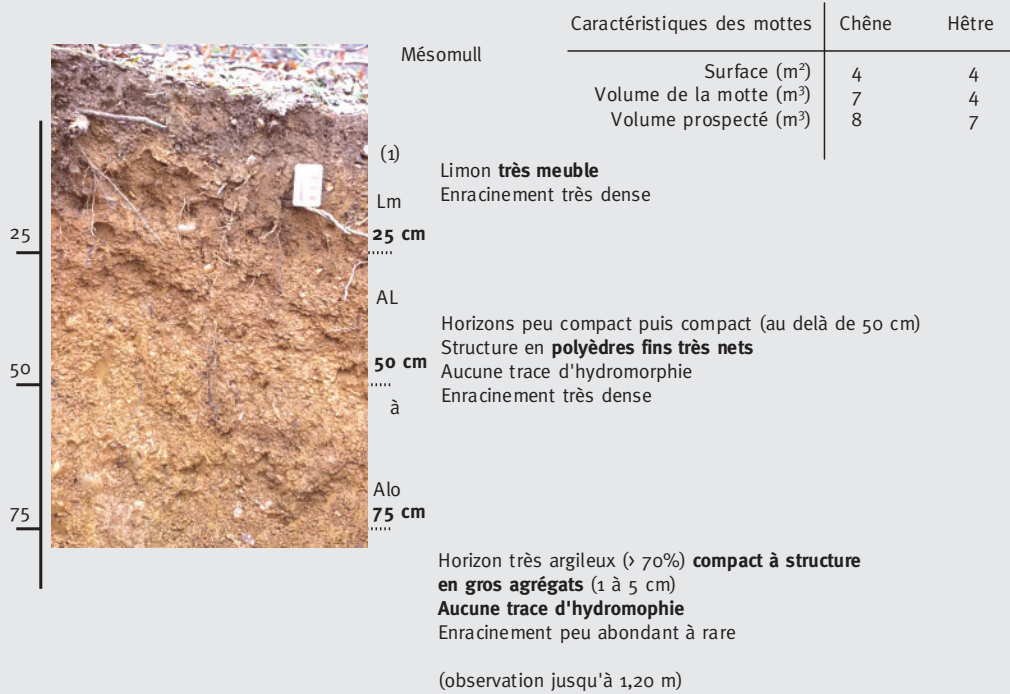 Caractéristiques des mottes Chêne Hêtre
Surface (m²) 4 4
Volume de la motte (m³) 7 4
Volume prospecté (m³) 8 7
Mésomull
(1)
Limon très meuble
Enracinement très dense
Lm
25 25 cm
AL
Horizons peu compact puis compact (au delà de 50 cm)
Structure en polyèdres fins très nets
Aucune trace d'hydromorphie
Enracinement très dense
50 50 cm
à
Alo
75 75 cm
Horizon très argileux (> 70%) compact à structure
en gros agrégats (1 à 5 cm)
Aucune trace d'hydromophie
Enracinement peu abondant à rare
(observation jusqu'à 1,20 m)